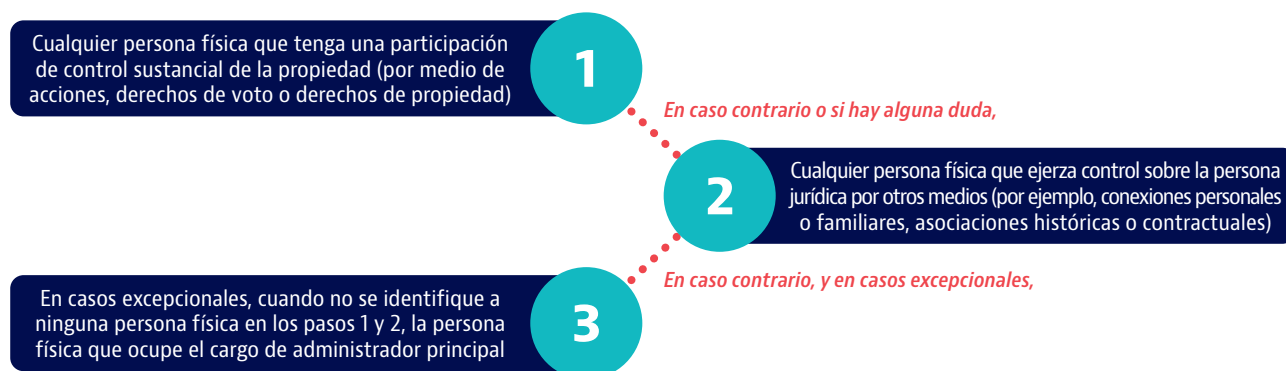 Cualquier persona física que tenga una participación
de control sustancial de la propiedad (por medio de
acciones, derechos de voto o derechos de propiedad)
1
En caso contrario o si hay alguna duda,
2
Cualquier persona física que ejerza control sobre la persona
jurídica por otros medios (por ejemplo, conexiones personales
o familiares, asociaciones históricas o contractuales)
En caso contrario, y en casos excepcionales,
En casos excepcionales, cuando no se identifique a
ninguna persona física en los pasos 1 y 2, la persona
física que ocupe el cargo de administrador principal
3